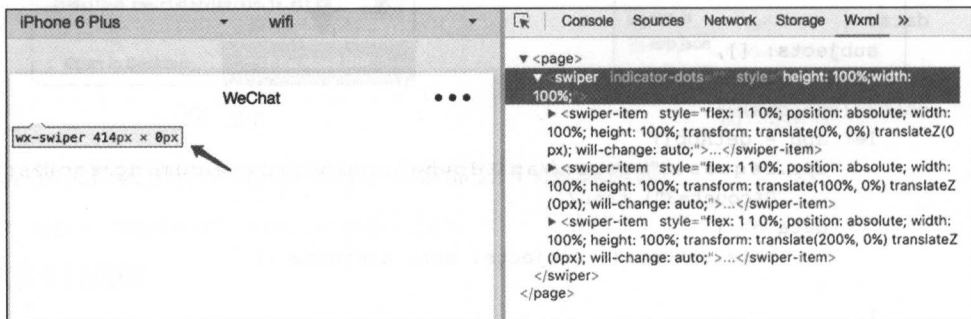 iPhone 6 Plus wifi
Console Sources Network Storage Wxml »
WeChat
wx-swiper 414px × 0px
▼ <page>
▼ <swiper indicator-dots="" style="height: 100%;width:
100%;">
▶ <swiper-item style="flex: 1 1 0%; position: absolute; width:
100%; height: 100%; transform: translate(0%, 0%) translateZ(0
px); will-change: auto;">...</swiper-item>
▶ <swiper-item style="flex: 1 1 0%; position: absolute; width:
100%; height: 100%; transform: translate(100%, 0%) translateZ
(0px); will-change: auto;">...</swiper-item>
▶ <swiper-item style="flex: 1 1 0%; position: absolute; width:
100%; height: 100%; transform: translate(200%, 0%) translateZ
(0px); will-change: auto;">...</swiper-item>
</swiper>
</page>